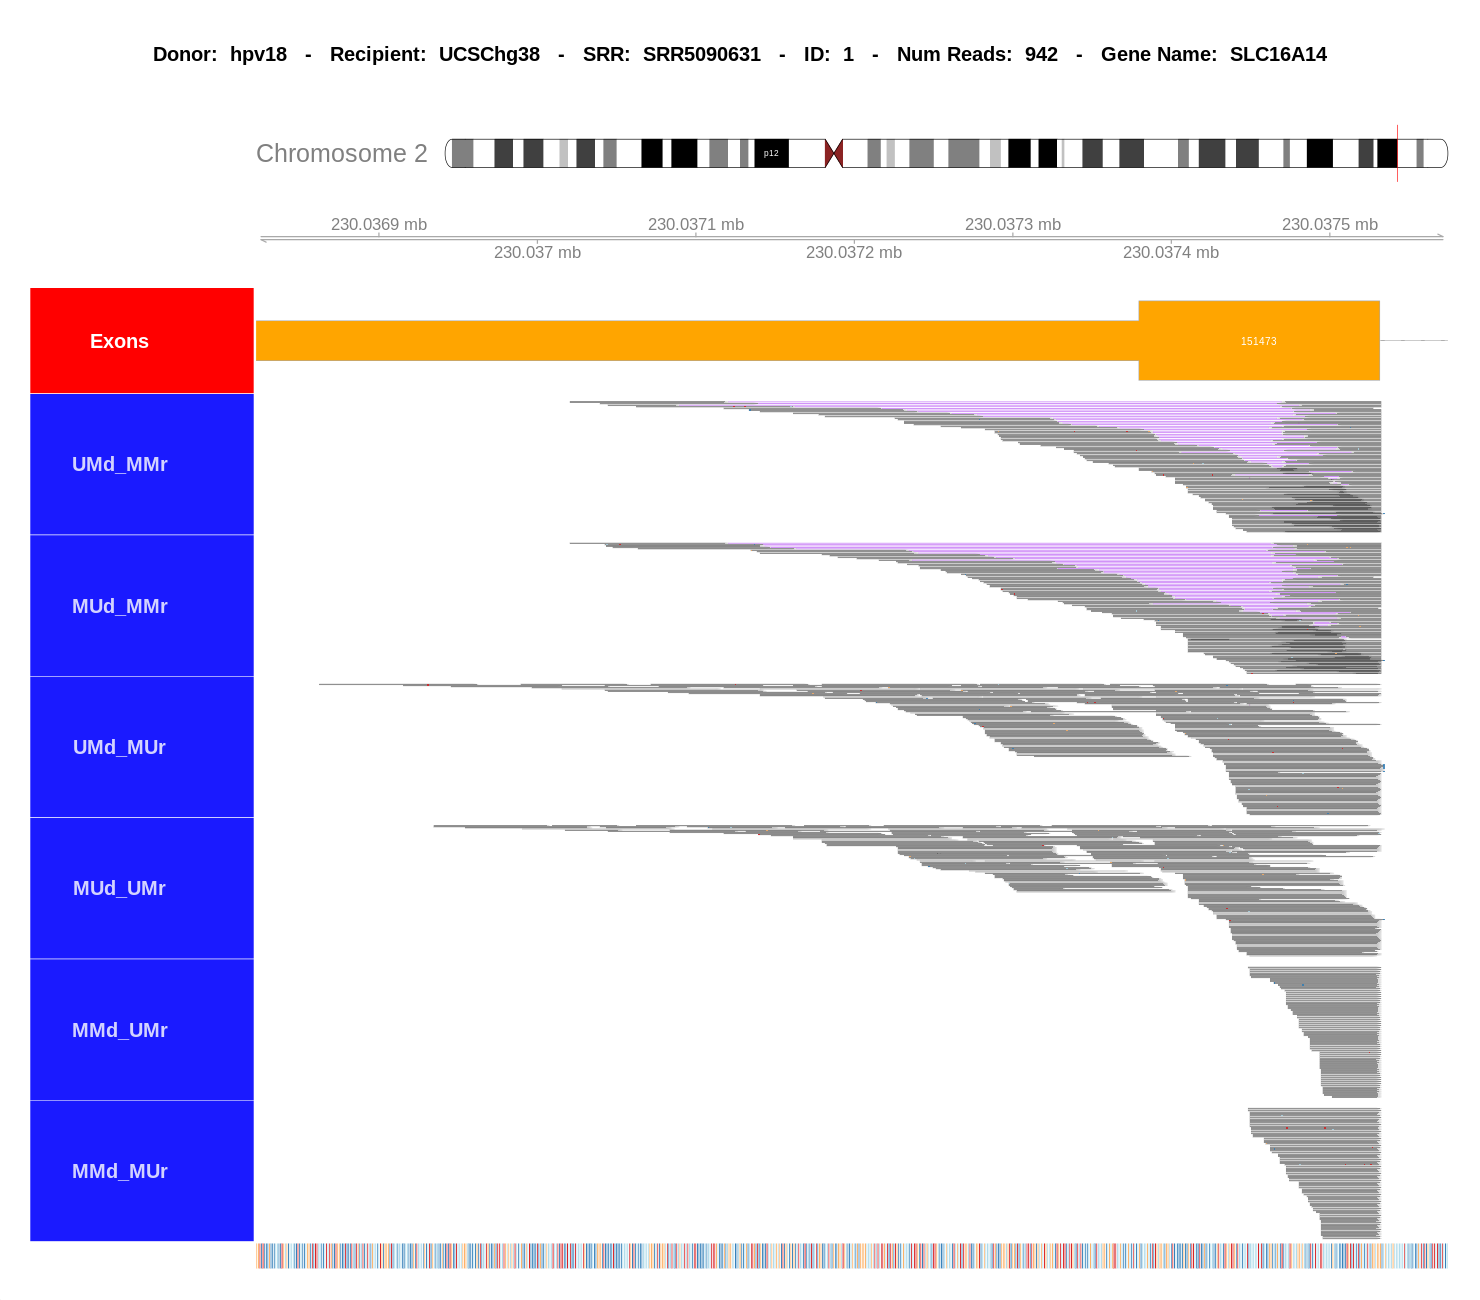 Donor: hpv18 - Recipient: UCSChg38 - SRR: SRR5090631 - ID: 1 - Num Reads: 942 - Gene Name: SLC16A14
Chromosome 2
p12
230.0369 mb 230.0371 mb 230.0373 mb 230.0375 mb
230.037 mb 230.0372 mb 230.0374 mb
Exons
151473
UMd_MMr
MUd_MMr
UMd_MUr
MUd_UMr
MMd_UMr
MMd_MUr